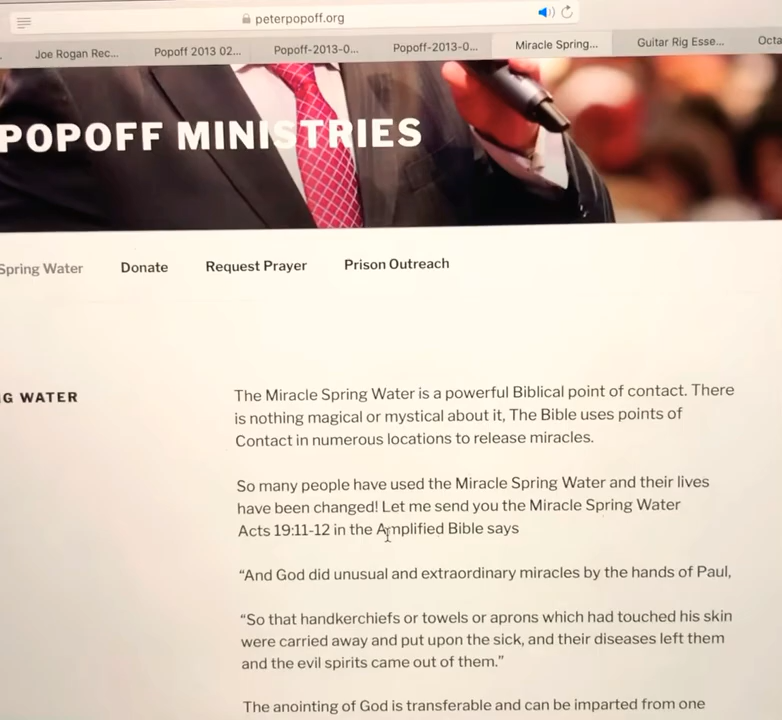 peterpopoff.org
Joe Rogan Rec...
Popoff 2013 02...
Popoff-2013-0...
Popoff-2013-0...
Miracle Spring...
Guitar Rig Esse...
Octa
POPOFF MINISTRIES
Spring Water
Donate
Request Prayer
Prison Outreach
G WATER
The Miracle Spring Water is a powerful Biblical point of contact. There
is nothing magical or mystical about it, The Bible uses points of
Contact in numerous locations to release miracles.
So many people have used the Miracle Spring Water and their lives
have been changed! Let me send you the Miracle Spring Water
Acts 19:11-12 in the Amplified Bible says
“And God did unusual and extraordinary miracles by the hands of Paul,
“So that handkerchiefs or towels or aprons which had touched his skin
were carried away and put upon the sick, and their diseases left them
and the evil spirits came out of them.”
The anointing of God is transferable and can be imparted from one